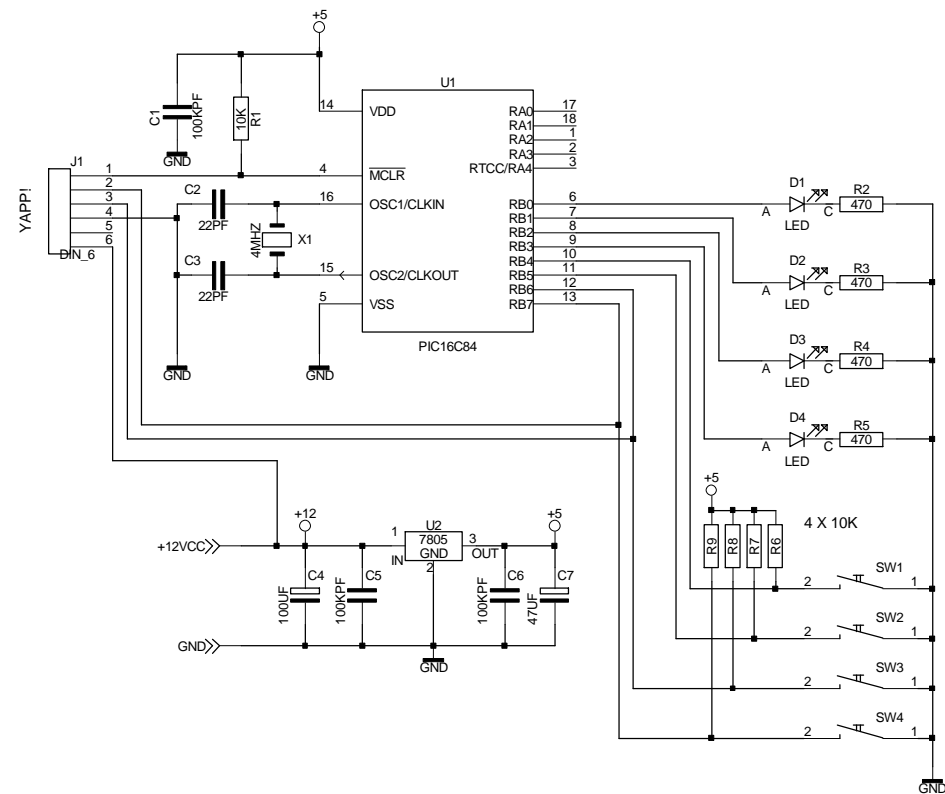 +5
U1
C1
100KPF
10K
R1
GND
14
VDD
RA0
17
RA1
18
RA2
1
RA3
2
RTCC/RA4
3
J1
YAPP!
1
2
3
4
5
6
DIN_6
4
MCLR
C2
22PF
16
OSC1/CLKIN
4MHZ
X1
C3
22PF
15
OSC2/CLKOUT
5
VSS
RB0
6
RB1
7
RB2
8
RB3
9
RB4
10
RB5
11
RB6
12
RB7
13
PIC16C84
GND
GND
D1
A
C
LED
R2
470
D2
A
C
LED
R3
470
D3
A
C
LED
R4
470
D4
A
C
LED
R5
470
+5
R9
R8
R7
R6
4 X 10K
+12
+12VCC
1
IN
U2
7805
GND
2
3
OUT
+5
C4
100UF
C5
100KPF
C6
100KPF
C7
47UF
GND
GND
2
SW1
1
2
SW2
1
2
SW3
1
2
SW4
1
GND